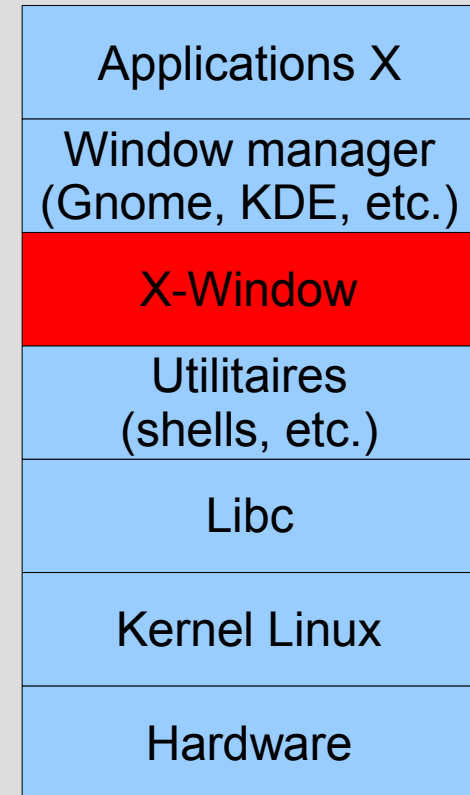 Applications X
Window manager
(Gnome, KDE, etc.)
X-Window
Utilitaires
(shells, etc.)
Libc
Kernel Linux
Hardware